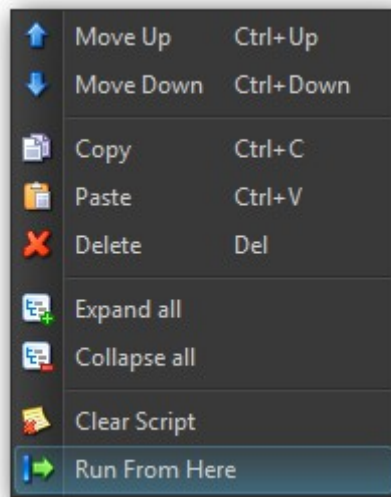 Move Up Ctrl+Up
Move Down Ctrl+Down
Copy Ctrl+C
Paste Ctrl+V
Delete Del
Expand all
Collapse all
Clear Script
Run From Here